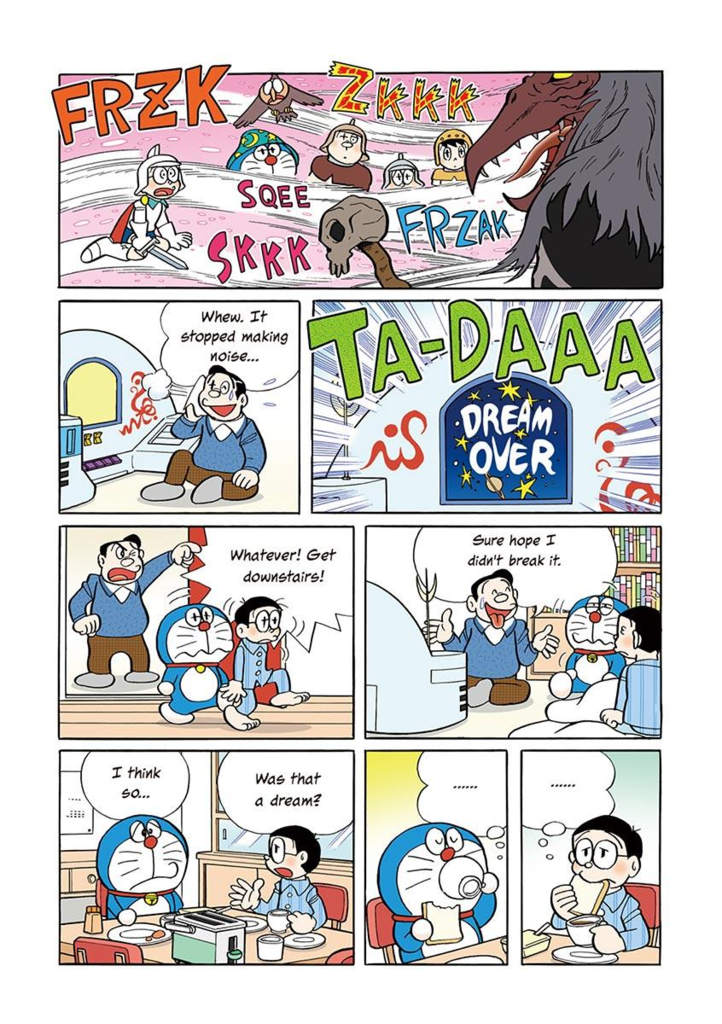 ZKKKK
FRZK
FRZAK
SQEE
SKKK
TA-DAAA
DREAM
OVER
Whew. It
stopped making
noise...
Sure hope I
didn't break it.
Whatever! Get
downstairs!
......
......
Was that
a dream?
I think
so...